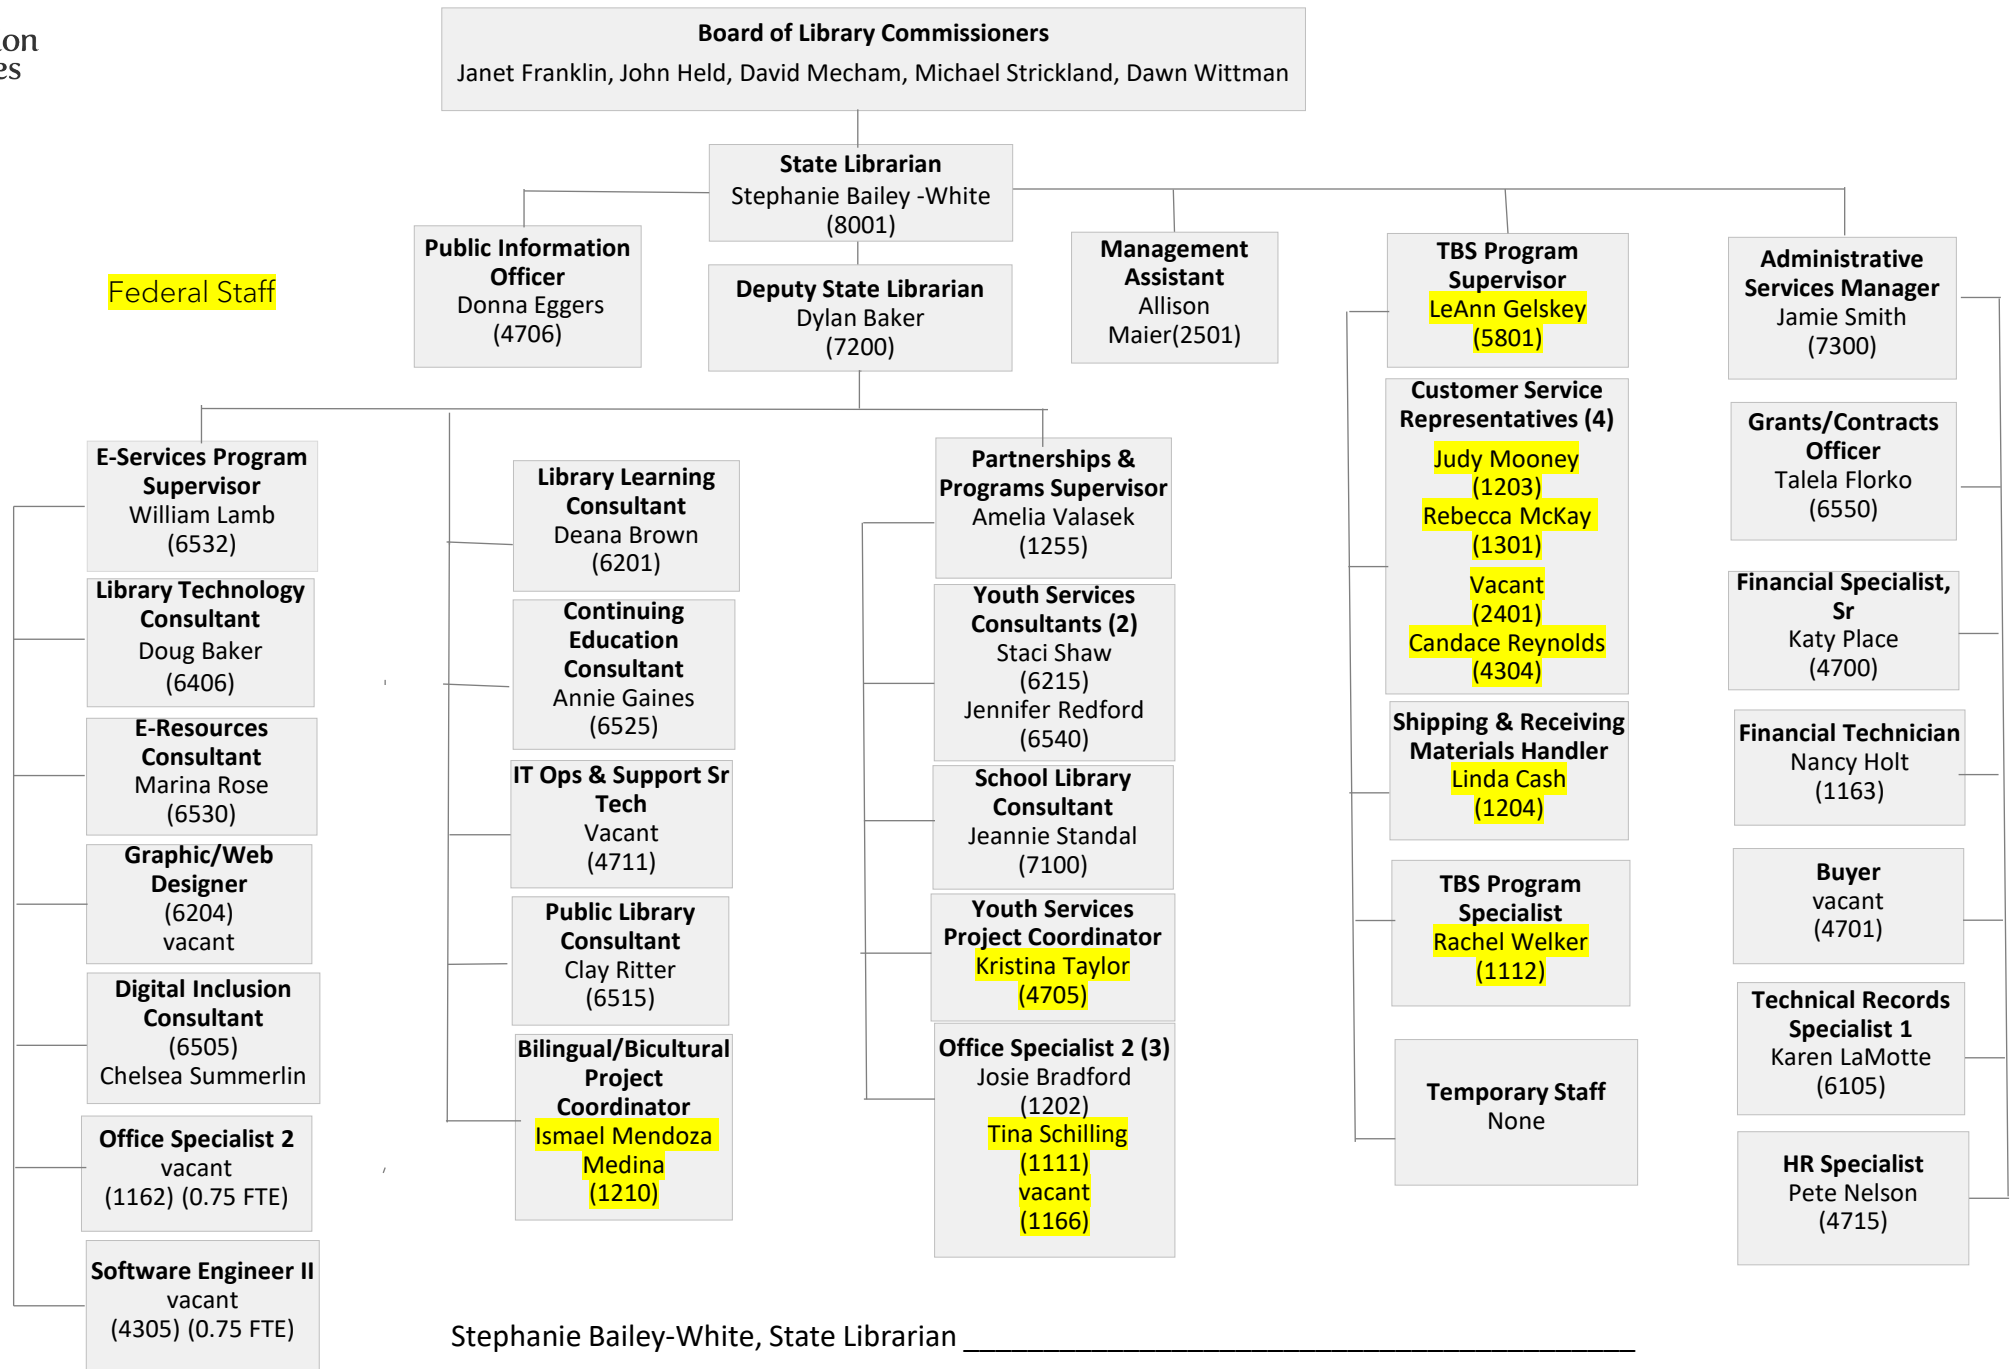 on
es
Board of Library Commissioners
Janet Franklin, John Held, David Mecham, Michael Strickland, Dawn Wittman
State Librarian
Stephanie Bailey -White
(8001)
Public Information
Officer
Donna Eggers
(4706)
Federal Staff
Deputy State Librarian
Dylan Baker
(7200)
Management
Assistant
Allison
Maier(2501)
TBS Program
Supervisor
LeAnn Gelskey
(5801)
Administrative
Services Manager
Jamie Smith
(7300)
E-Services Program
Supervisor
William Lamb
(6532)
Library Technology
Consultant
Doug Baker
(6406)
E-Resources
Consultant
Marina Rose
(6530)
Graphic/Web
Designer
(6204)
vacant
Digital Inclusion
Consultant
(6505)
Chelsea Summerlin
Office Specialist 2
vacant
(1162) (0.75 FTE)
Software Engineer II
vacant
(4305) (0.75 FTE)
Library Learning
Consultant
Deana Brown
(6201)
Continuing
Education
Consultant
Annie Gaines
(6525)
IT Ops & Support Sr
Tech
Vacant
(4711)
Public Library
Consultant
Clay Ritter
(6515)
Bilingual/Bicultural
Project
Coordinator
Ismael Mendoza
Medina
(1210)
Partnerships &
Programs Supervisor
Amelia Valasek
(1255)
Youth Services
Consultants (2)
Staci Shaw
(6215)
Jennifer Redford
(6540)
School Library
Consultant
Jeannie Standal
(7100)
Youth Services
Project Coordinator
Kristina Taylor
(4705)
Office Specialist 2 (3)
Josie Bradford
(1202)
Tina Schilling
(1111)
vacant
(1166)
Customer Service
Representatives (4)
Judy Mooney
(1203)
Rebecca McKay
(1301)
Vacant
(2401)
Candace Reynolds
(4304)
Shipping & Receiving
Materials Handler
Linda Cash
(1204)
TBS Program
Specialist
Rachel Welker
(1112)
Temporary Staff
None
Grants/Contracts
Officer
Talela Florko
(6550)
Financial Specialist,
Sr
Katy Place
(4700)
Financial Technician
Nancy Holt
(1163)
Buyer
vacant
(4701)
Technical Records
Specialist 1
Karen LaMotte
(6105)
HR Specialist
Pete Nelson
(4715)
Stephanie Bailey-White, State Librarian ________________________________________